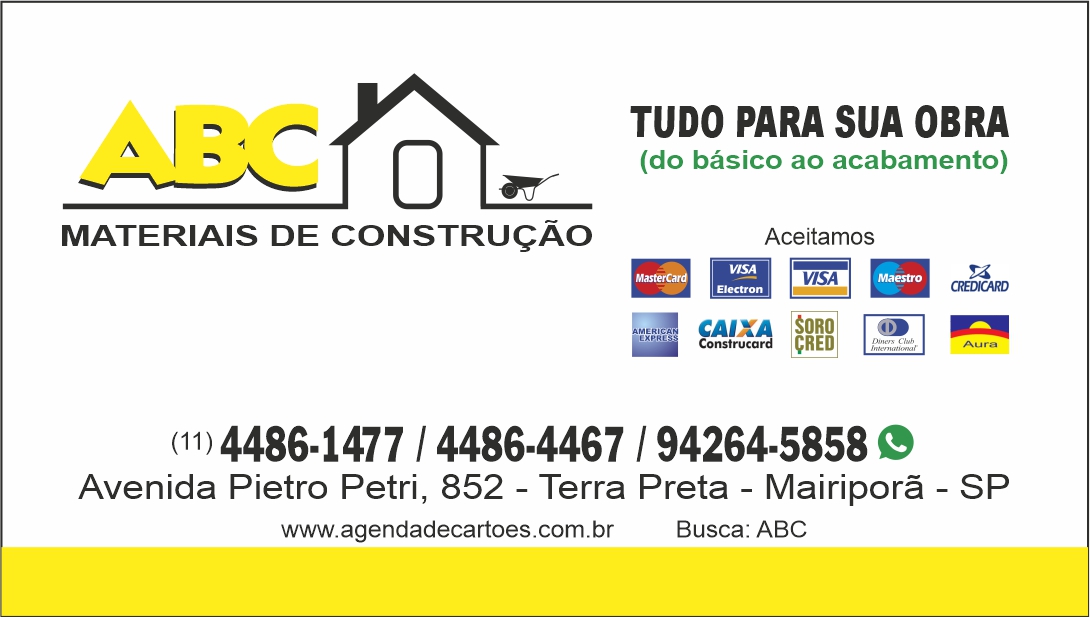 ABC
MATERIAIS DE CONSTRUÇÃO
TUDO PARA SUA OBRA
(do básico ao acabamento)
Aceitamos
MasterCard
VISA
Electron
VISA
Maestro
CREDICARD
AMERICAN
EXPRESS
CAIXA
Construcard
SORO
CRED
Diners Club
International
Aura
(11) 4486-1477 / 4486-4467 / 94264-5858
Avenida Pietro Petri, 852 - Terra Preta - Mairiporã - SP
www.agendadecartoes.com.br Busca: ABC